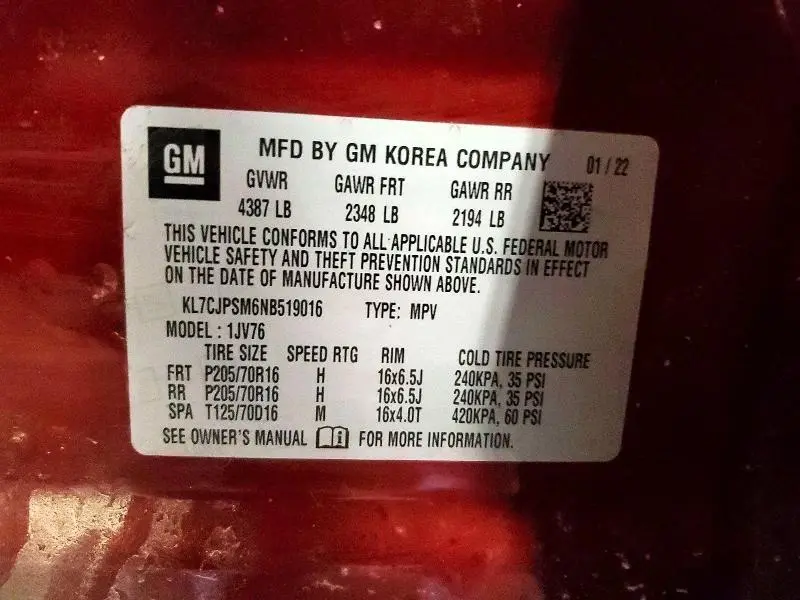 GM
MFD BY GM KOREA COMPANY 01 / 22
GVWR GAWR FRT GAWR RR
4387 LB 2348 LB 2194 LB
THIS VEHICLE CONFORMS TO ALL APPLICABLE U.S. FEDERAL MOTOR
VEHICLE SAFETY AND THEFT PREVENTION STANDARDS IN EFFECT
ON THE DATE OF MANUFACTURE SHOWN ABOVE.
KL7CJPSM6NB519016 TYPE: MPV
MODEL : 1JV76
TIRE SIZE SPEED RTG RIM COLD TIRE PRESSURE
FRT P205/70R16 H 16x6.5J 240KPA, 35 PSI
RR P205/70R16 H 16x6.5J 240KPA, 35 PSI
SPA T125/70D16 M 16x4.0T 420KPA, 60 PSI
SEE OWNER'S MANUAL FOR MORE INFORMATION.